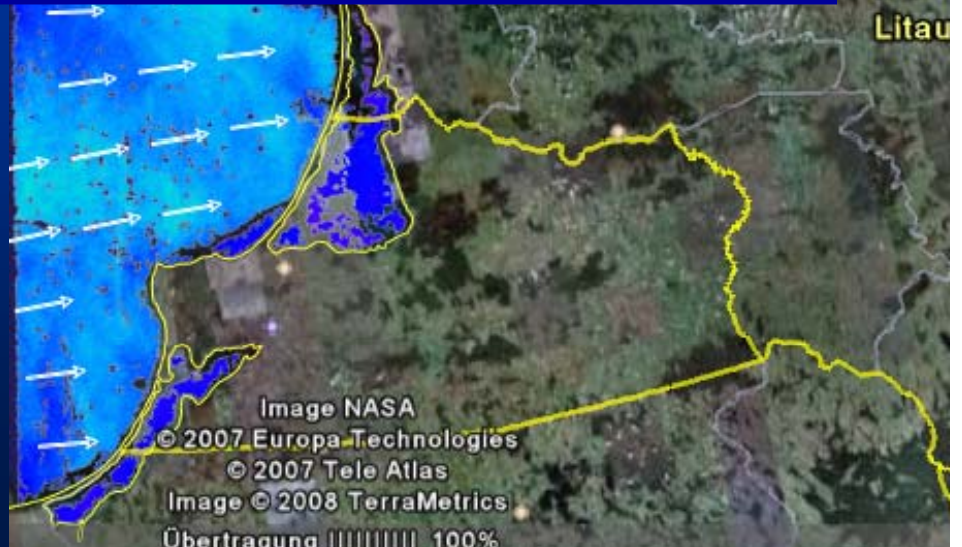 Litau
Image NASA
© 2007 Europa Technologies
© 2007 Tele Atlas
Image © 2008 TerraMetrics
Übertragung |||||||||| 100%